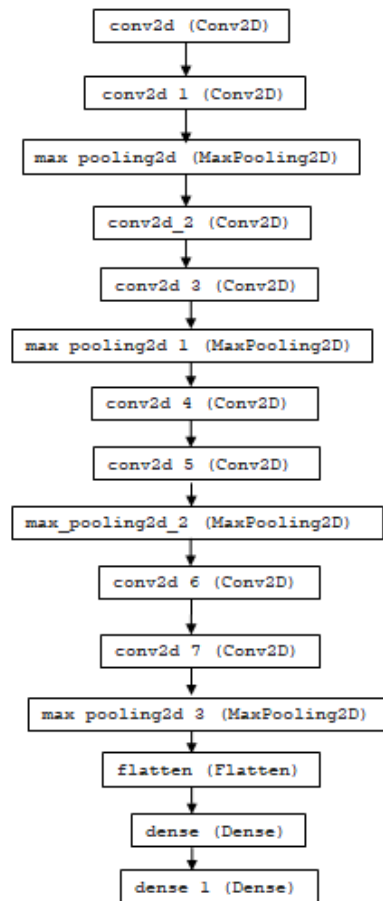 conv2d (Conv2D)
conv2d 1 (Conv2D)
max pooling2d (MaxPooling2D)
conv2d_2 (Conv2D)
conv2d 3 (Conv2D)
max pooling2d 1 (MaxPooling2D)
conv2d 4 (Conv2D)
conv2d 5 (Conv2D)
max_pooling2d_2 (MaxPooling2D)
conv2d 6 (Conv2D)
conv2d 7 (Conv2D)
max pooling2d 3 (MaxPooling2D)
flatten (Flatten)
dense (Dense)
dense 1 (Dense)